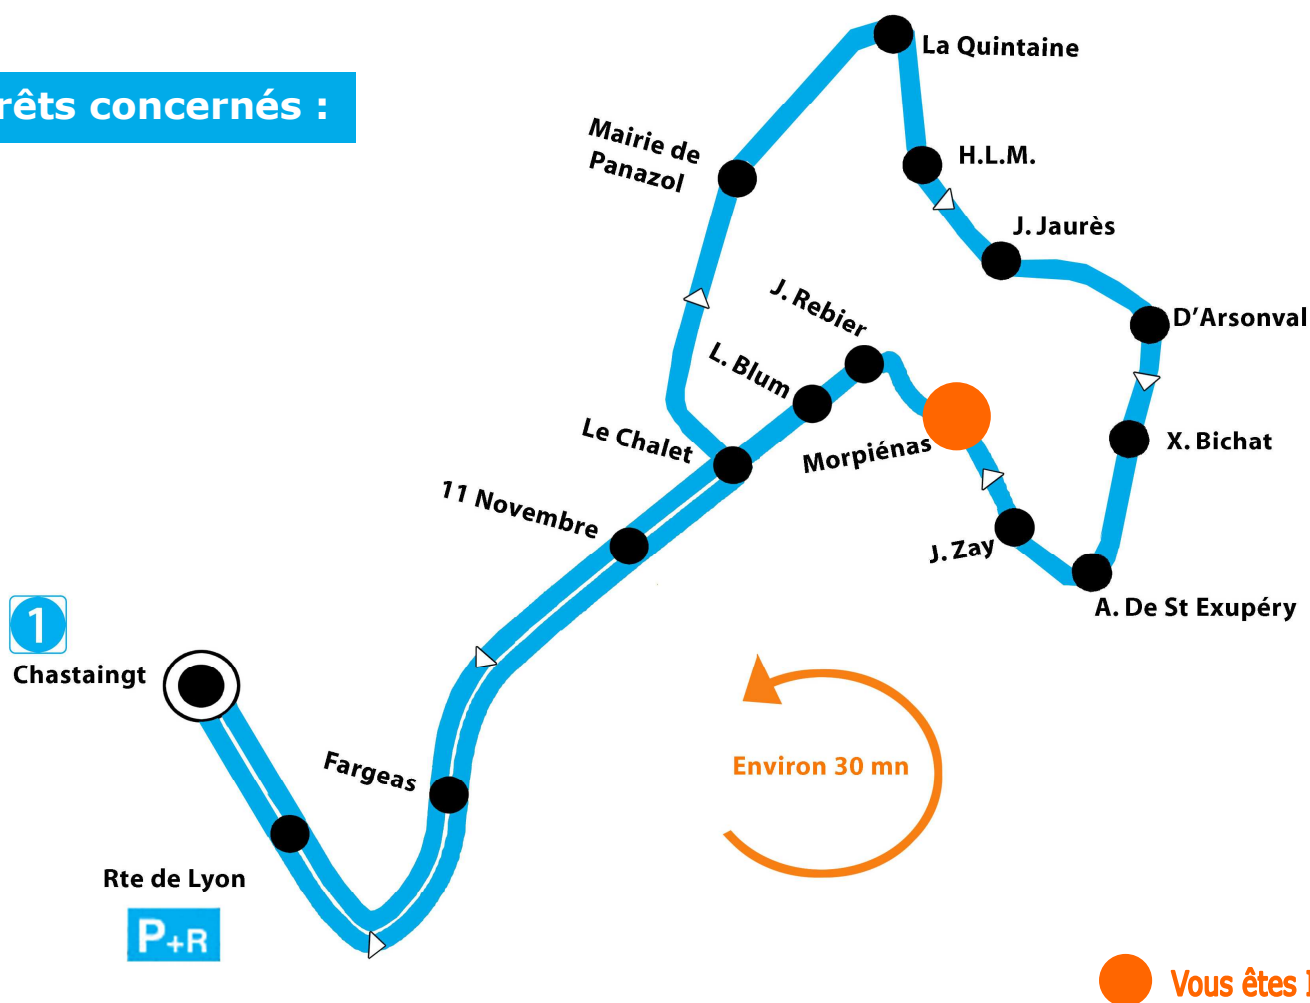 rêts concernés :
La Quintaine
Mairie de
Panazol
H.L.M.
J. Jaurès
J. Rebier
D'Arsonval
L. Blum
Le Chalet
Morpiénas
X. Bichat
11 Novembre
J. Zay
A. De St Exupéry
1
Chastaingt
Fargeas
Environ 30 mn
Rte de Lyon
P+R
Vous êtes